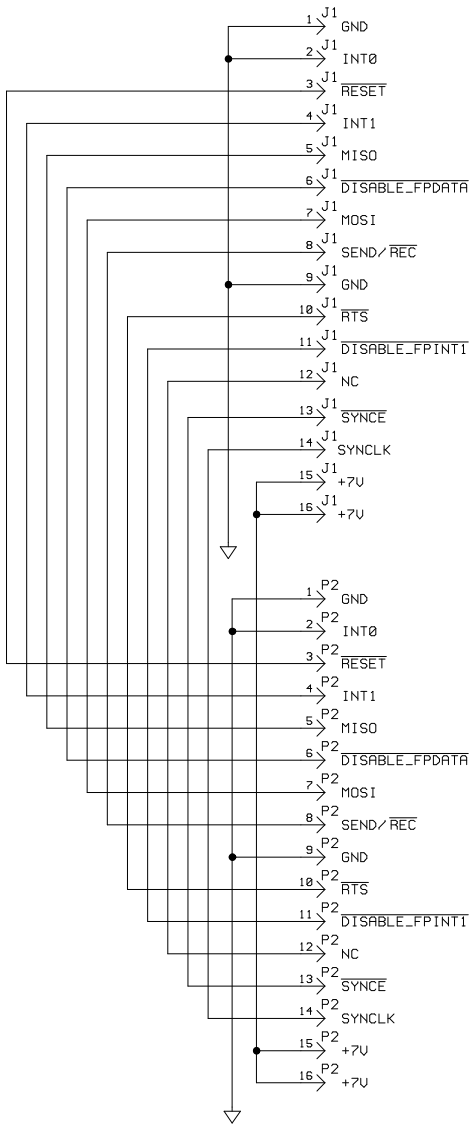 1 J1 GND
2 J1 INT0
3 J1 RESET
4 J1 INT1
5 J1 MISO
6 J1 DISABLE_FPDATA
7 J1 MOSI
8 J1 SEND/REC
9 J1 GND
10 J1 RTS
11 J1 DISABLE_FPINT1
12 J1 NC
13 J1 SYNCE
14 J1 SYNCLK
15 J1 +7V
16 J1 +7V
1 P2 GND
2 P2 INT0
3 P2 RESET
4 P2 INT1
5 P2 MISO
6 P2 DISABLE_FPDATA
7 P2 MOSI
8 P2 SEND/REC
9 P2 GND
10 P2 RTS
11 P2 DISABLE_FPINT1
12 P2 NC
13 P2 SYNCE
14 P2 SYNCLK
15 P2 +7V
16 P2 +7V